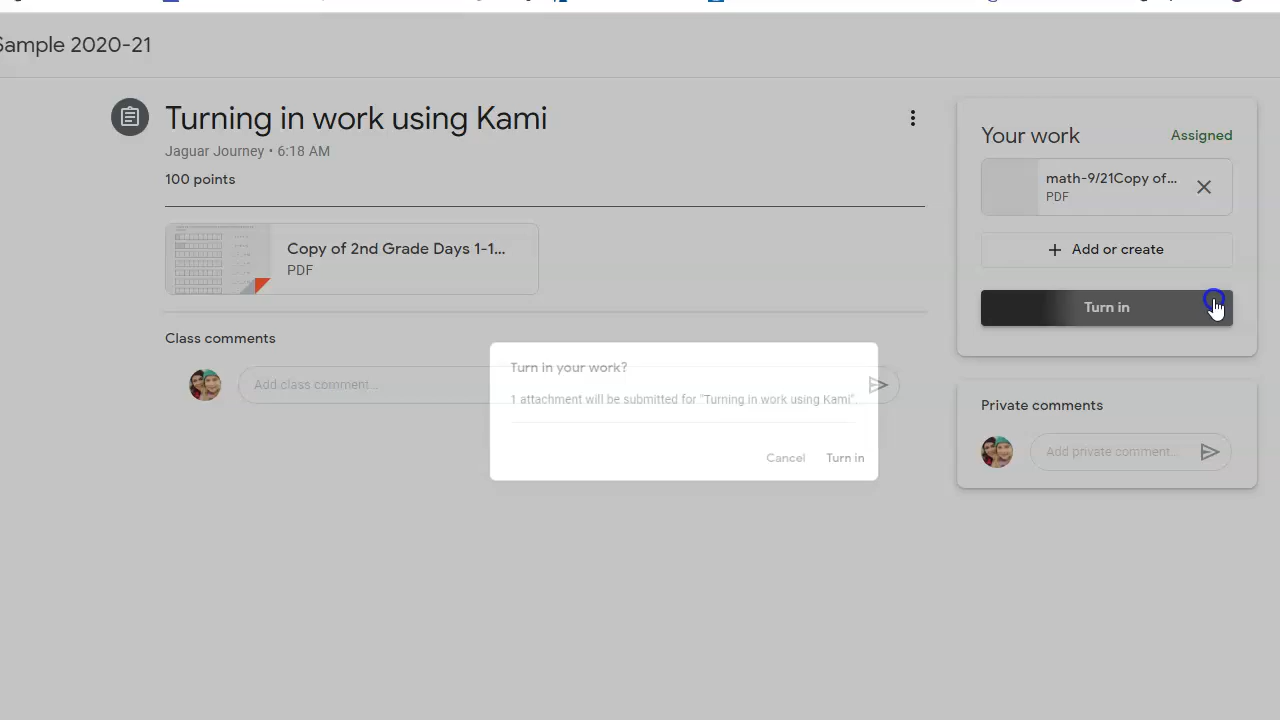 Sample 2020-21
Turning in work using Kami
Jaguar Journey • 6:18 AM
100 points
Copy of 2nd Grade Days 1-1...
PDF
Class comments
Add class comment...
Your work
Assigned
math-9/21Copy of...
PDF
+ Add or create
Turn in
Private comments
Add private comment...
Turn in your work?
1 attachment will be submitted for "Turning in work using Kami".
Cancel
Turn in